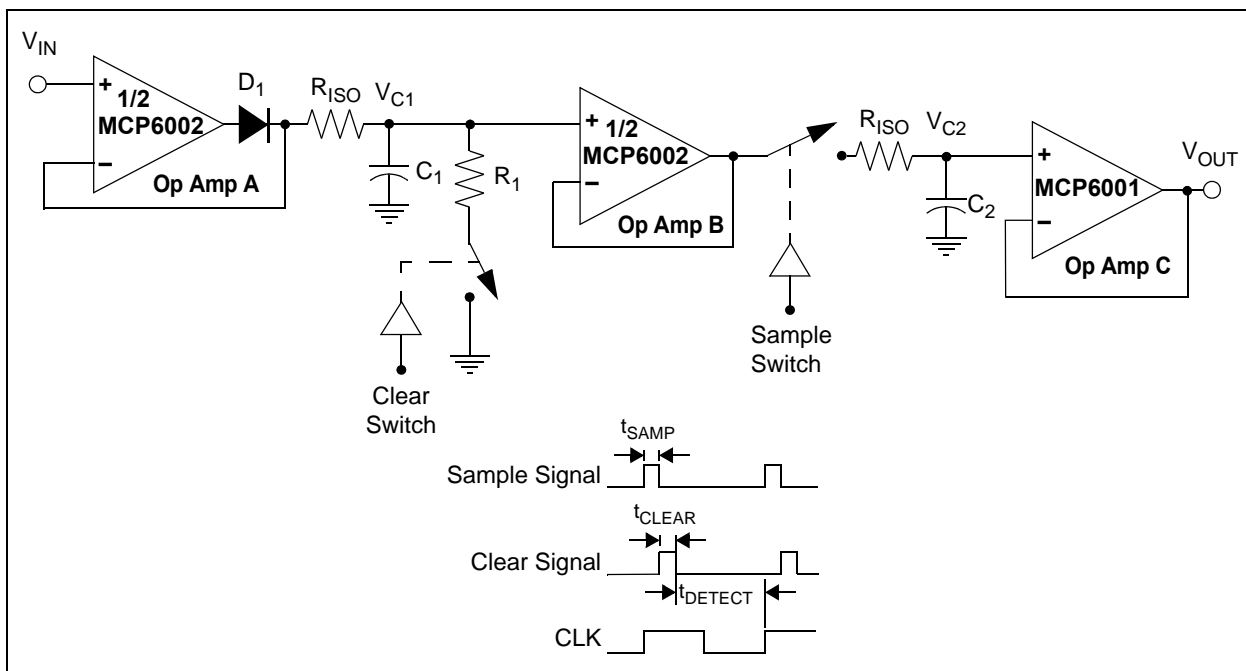 V_IN
+
1/2
MCP6002
−
Op Amp A
D_1
R_ISO
V_C1
C_1
R_1
+
1/2
MCP6002
−
Op Amp B
R_ISO
V_C2
C_2
+
MCP6001
−
Op Amp C
V_OUT
Clear
Switch
Sample
Switch
t_SAMP
Sample Signal
t_CLEAR
Clear Signal
t_DETECT
CLK